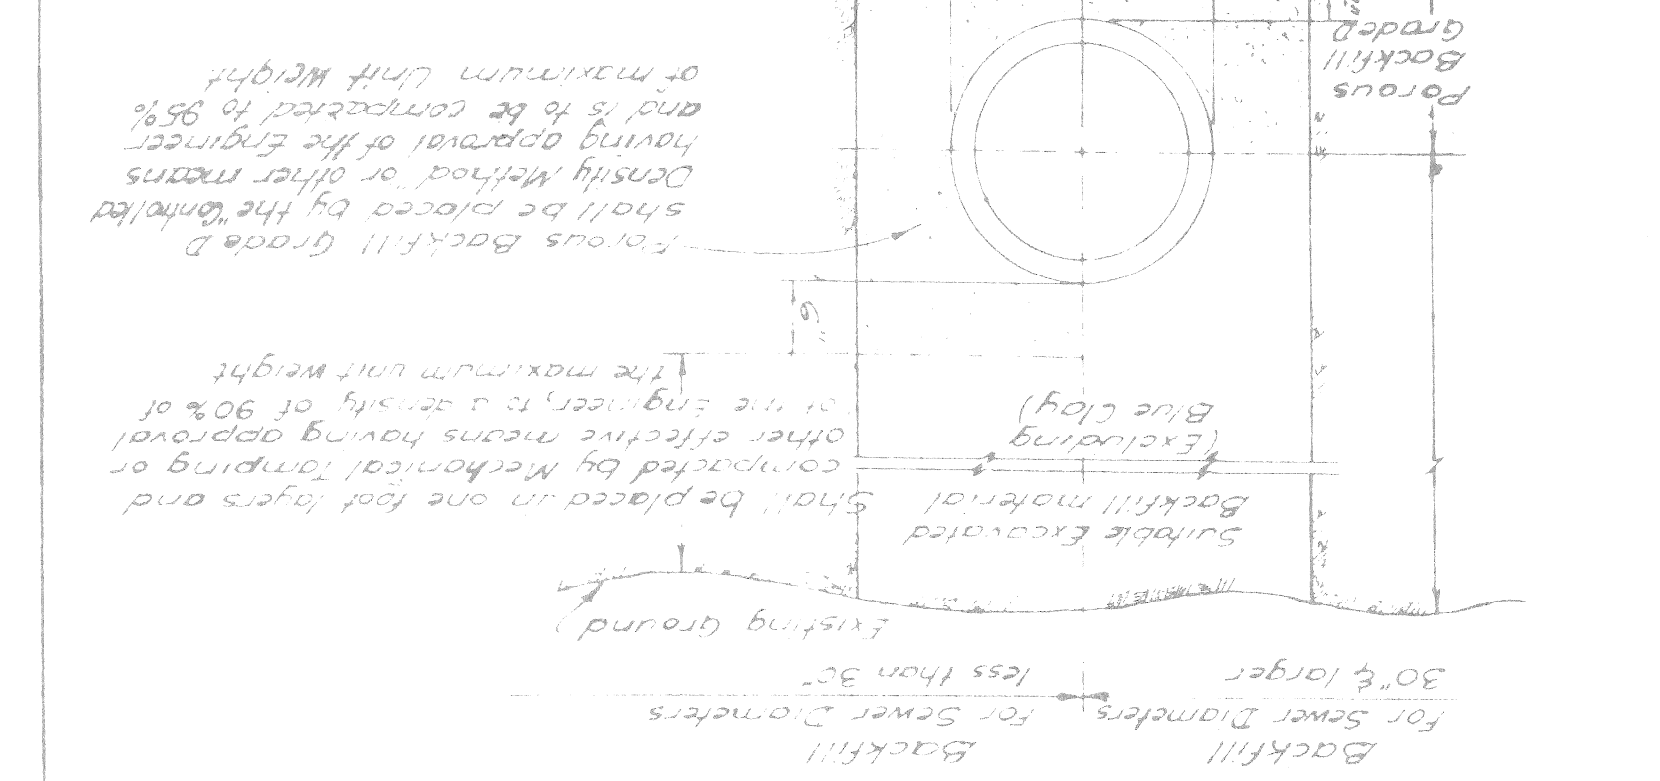 Backfill
For Sewer Diameters
30" & larger
Backfill
For Sewer Diameters
less than 30"
Existing Ground
Suitable Excavated
Backfill material
(Excluding
Blue Clay)
Shall be placed in one foot layers and
compacted by Mechanical Tamping or
other effective means having approval
of the Engineer, to a density of 90% of
the maximum unit weight
6"
Porous Backfill Grade D
shall be placed by the "Controlled
Density Method" or other means
having approval of the Engineer
and is to be compacted to 95%
of maximum Unit Weight
Porous
Backfill
Grade D